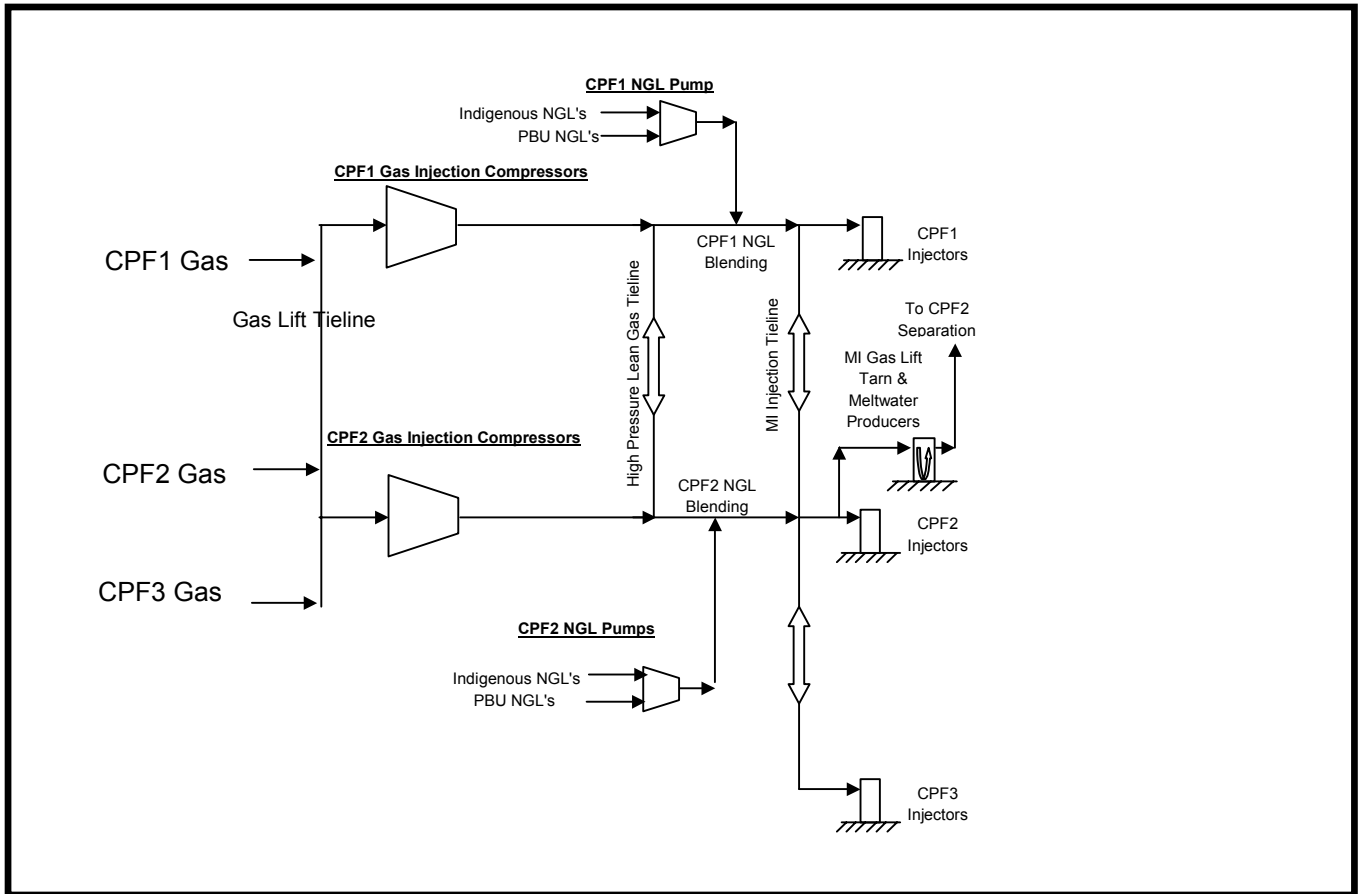 CPF1 NGL Pump
Indigenous NGL's
PBU NGL's
CPF1 Gas Injection Compressors
CPF1 Gas
Gas Lift Tieline
High Pressure Lean Gas Tieline
CPF1 NGL
Blending
MI Injection Tieline
CPF1
Injectors
To CPF2
Separation
MI Gas Lift
Tarn &
Meltwater
Producers
CPF2 Gas Injection Compressors
CPF2 Gas
CPF2 NGL
Blending
CPF2
Injectors
CPF3 Gas
CPF2 NGL Pumps
Indigenous NGL's
PBU NGL's
CPF3
Injectors